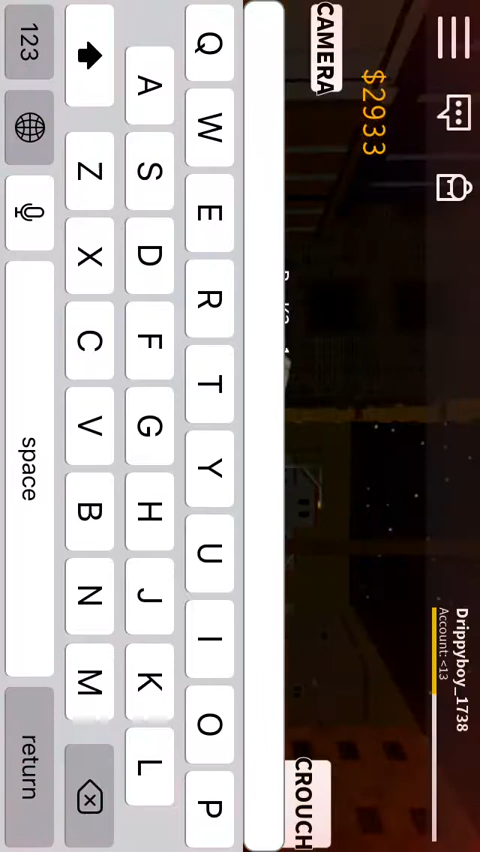 Drippyboy_1738
Account: <13
$2933
CAMERA
CROUCH
Q W E R T Y U I O P
A S D F G H J K L
Z X C V B N M
123 space return